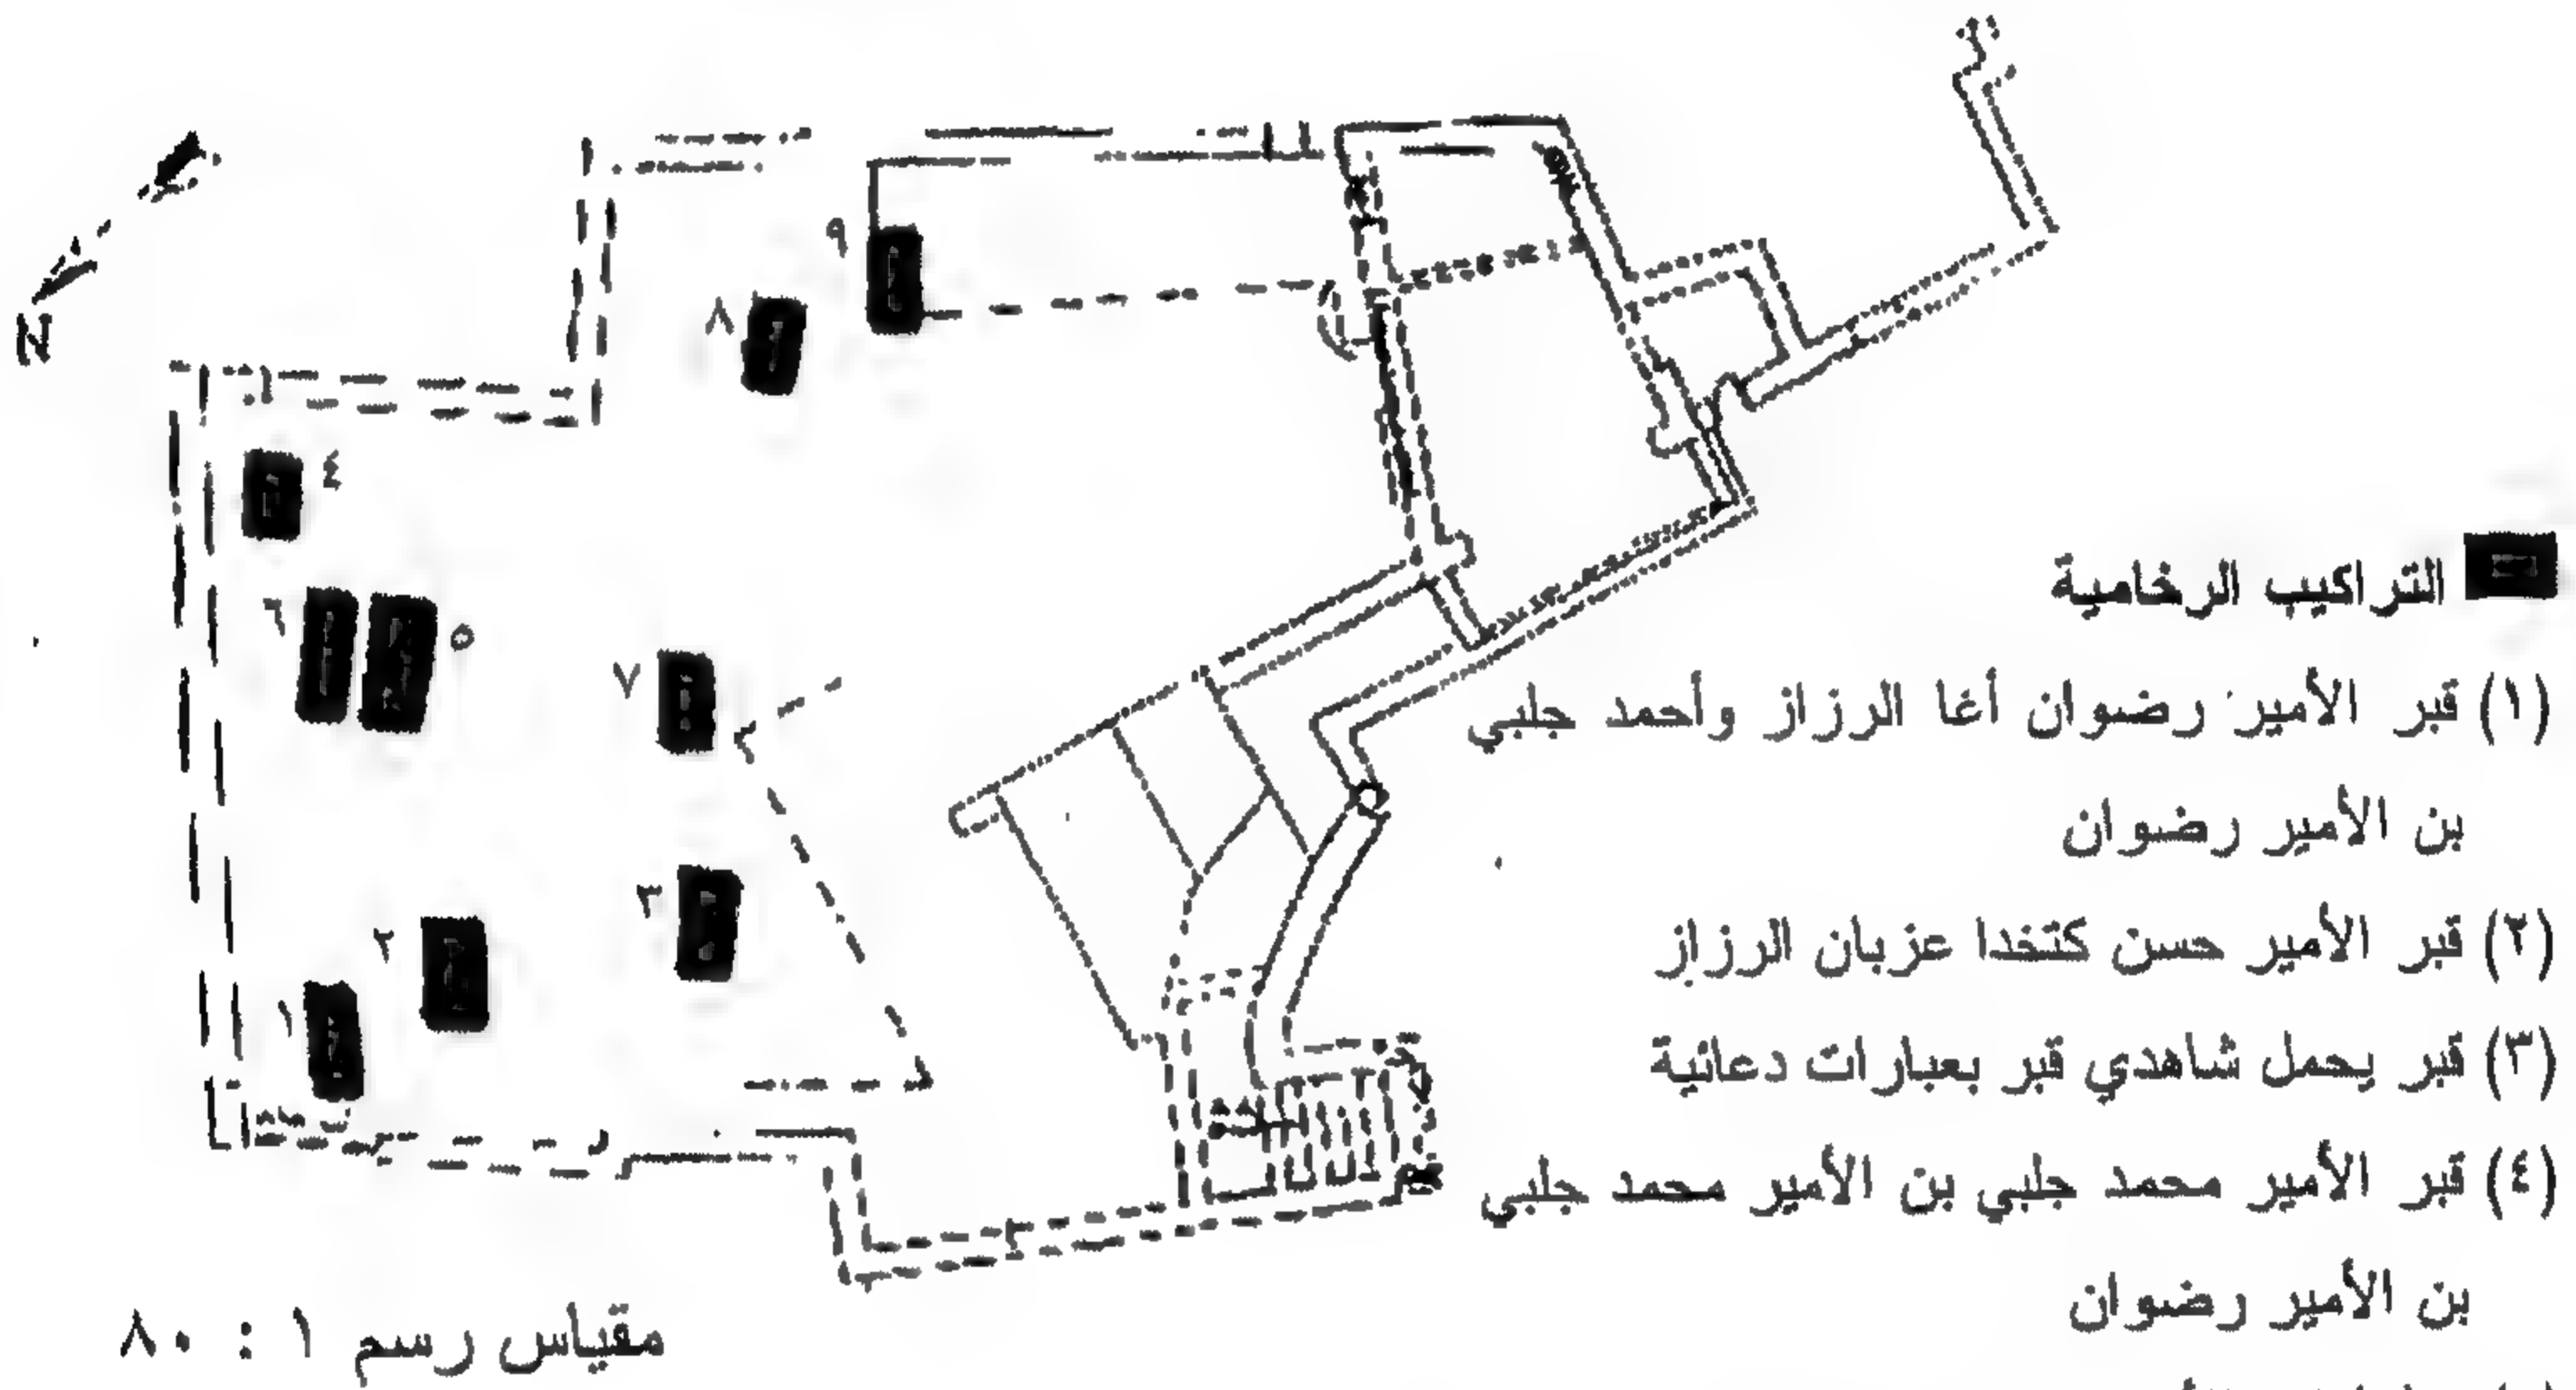 N
٩
٨
٤
٦
٥
٧
٣
٢
١
التراكيب الرخامية
(١) قبر الأمير رضوان أغا الرزاز وأحمد جلبي
بن الأمير رضوان
(٢) قبر الأمير حسن كتخدا عزبان الرزاز
(٣) قبر يحمل شاهدي قبر بعبارات دعائية
(٤) قبر الأمير محمد جلبي بن الأمير محمد جلبي
بن الأمير رضوان
مقياس رسم ١ : ٨٠